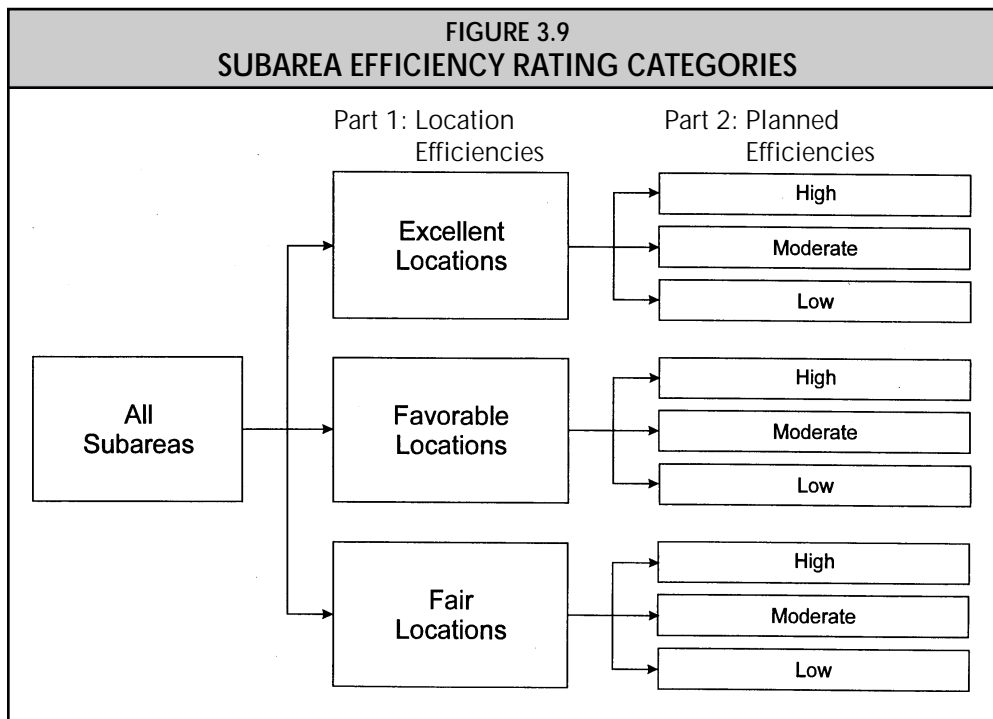 FIGURE 3.9
SUBAREA EFFICIENCY RATING CATEGORIES
Part 1: Location
Efficiencies
Part 2: Planned
Efficiencies
All
Subareas
Excellent
Locations
High
Moderate
Low
Favorable
Locations
High
Moderate
Low
Fair
Locations
High
Moderate
Low